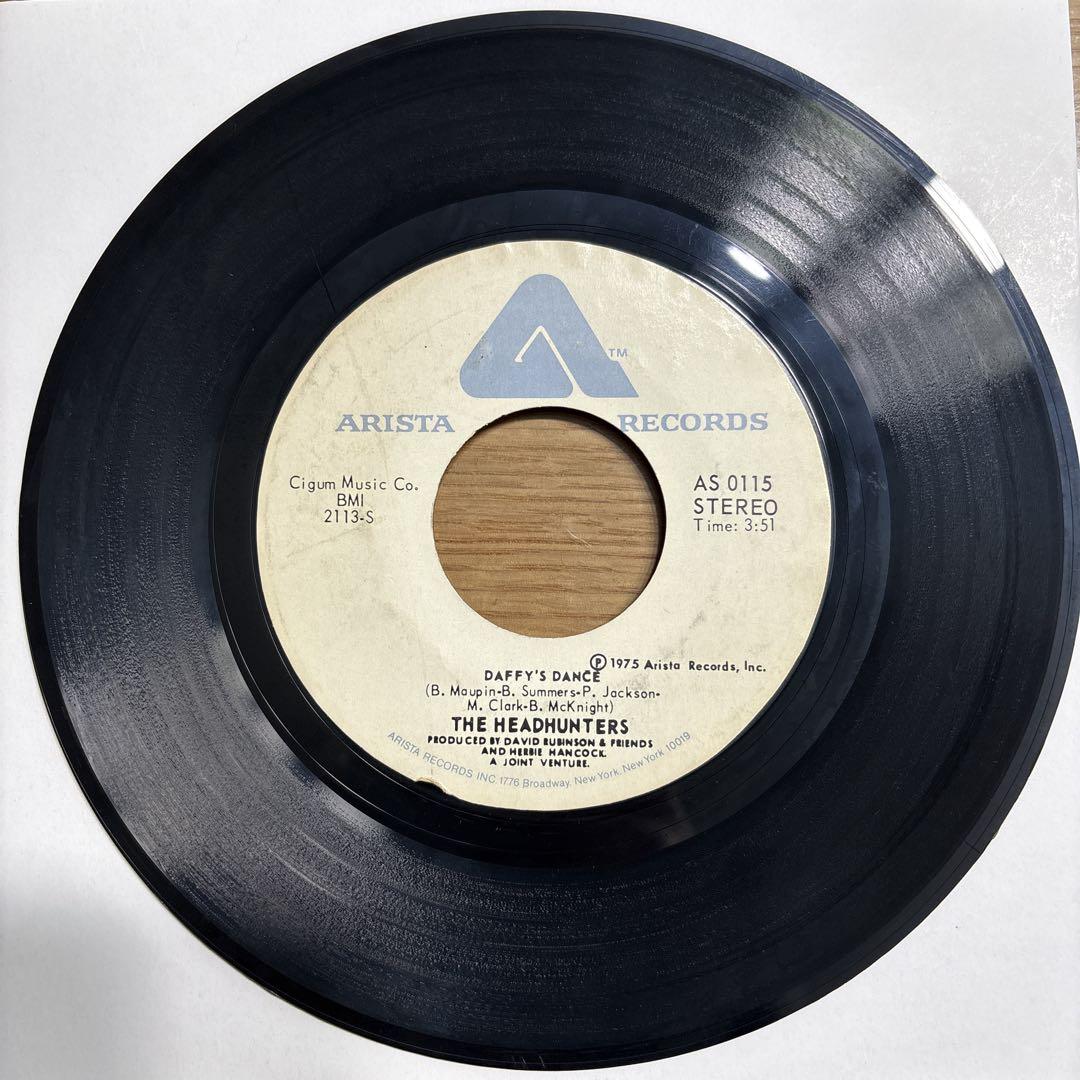 TM
ARISTA RECORDS
Cigum Music Co.
BMI
2113-S
AS 0115
STEREO
Time: 3:51
Ⓟ 1975 Arista Records, Inc.
DAFFY'S DANCE
(B. Maupin-B. Summers-P. Jackson-
M. Clark-B. McKnight)
THE HEADHUNTERS
PRODUCED BY DAVID RUBINSON & FRIENDS
AND HERBIE HANCOCK.
A JOINT VENTURE.
ARISTA RECORDS INC 1776 Broadway, New York, New York 10019